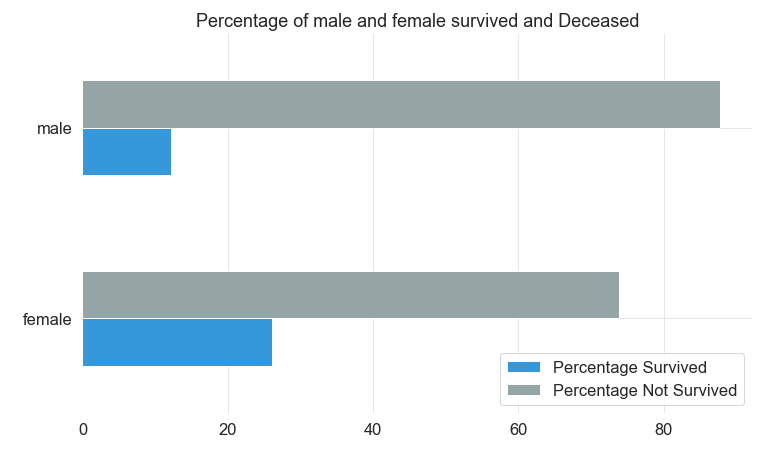 Percentage of male and female survived and Deceased
male
female
Percentage Survived
Percentage Not Survived
0 20 40 60 80